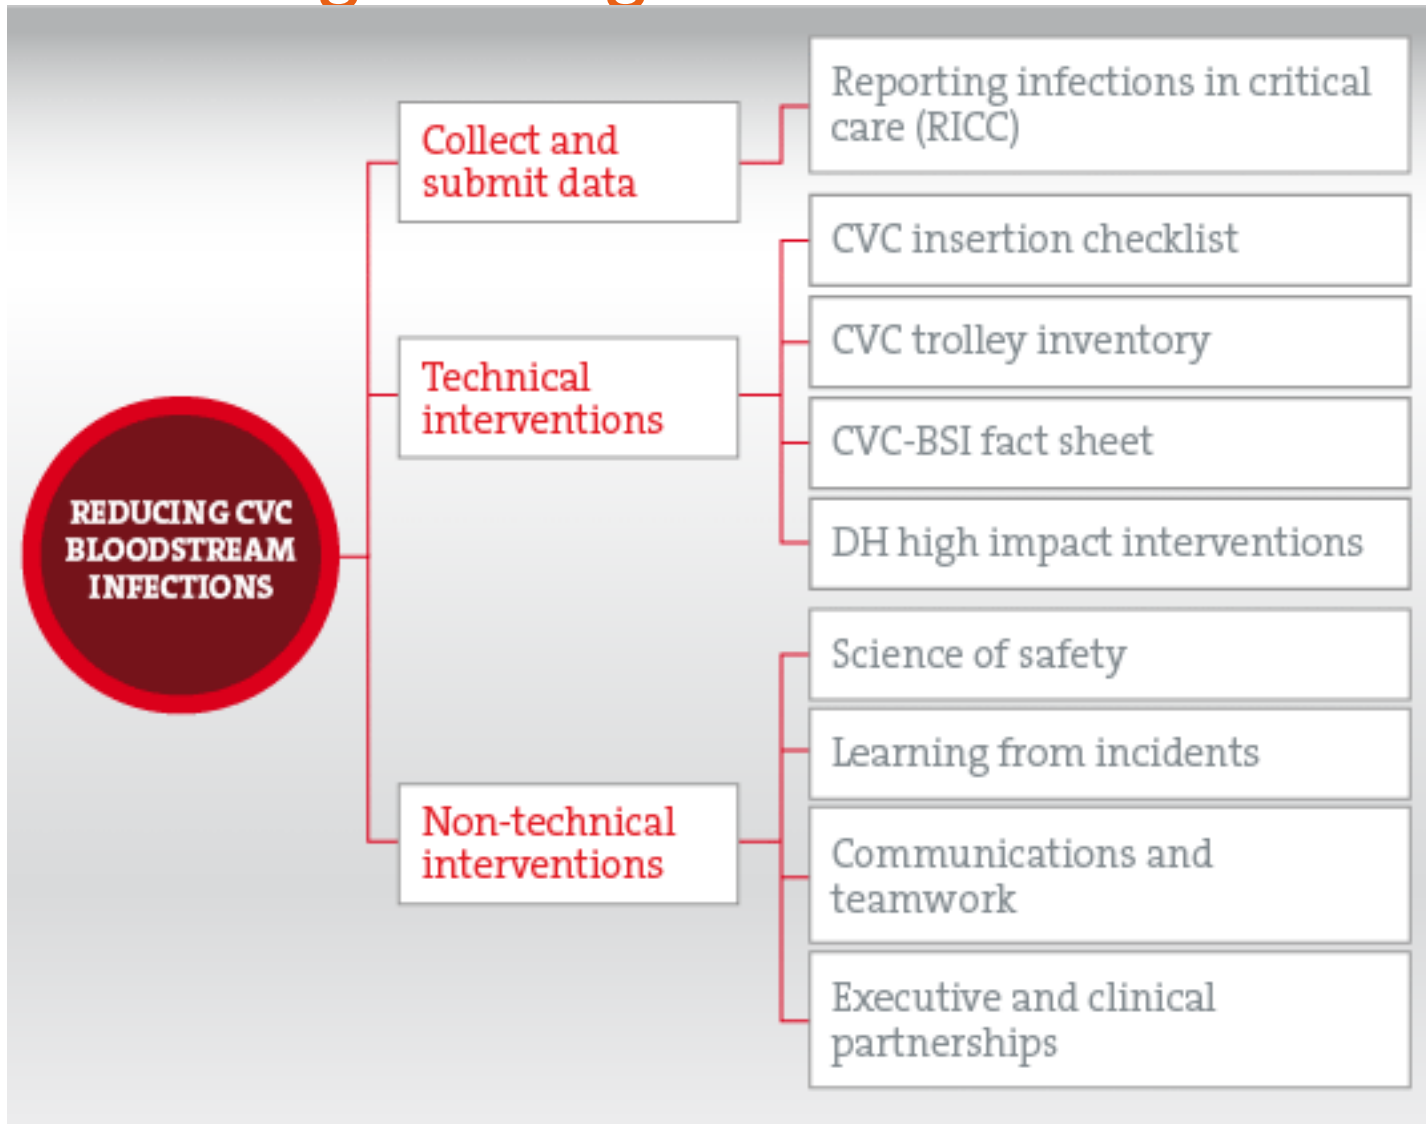 REDUCING CVC
BLOODSTREAM
INFECTIONS
Collect and
submit data
Reporting infections in critical
care (RICC)
Technical
interventions
CVC insertion checklist
CVC trolley inventory
CVC-BSI fact sheet
DH high impact interventions
Non-technical
interventions
Science of safety
Learning from incidents
Communications and
teamwork
Executive and clinical
partnerships